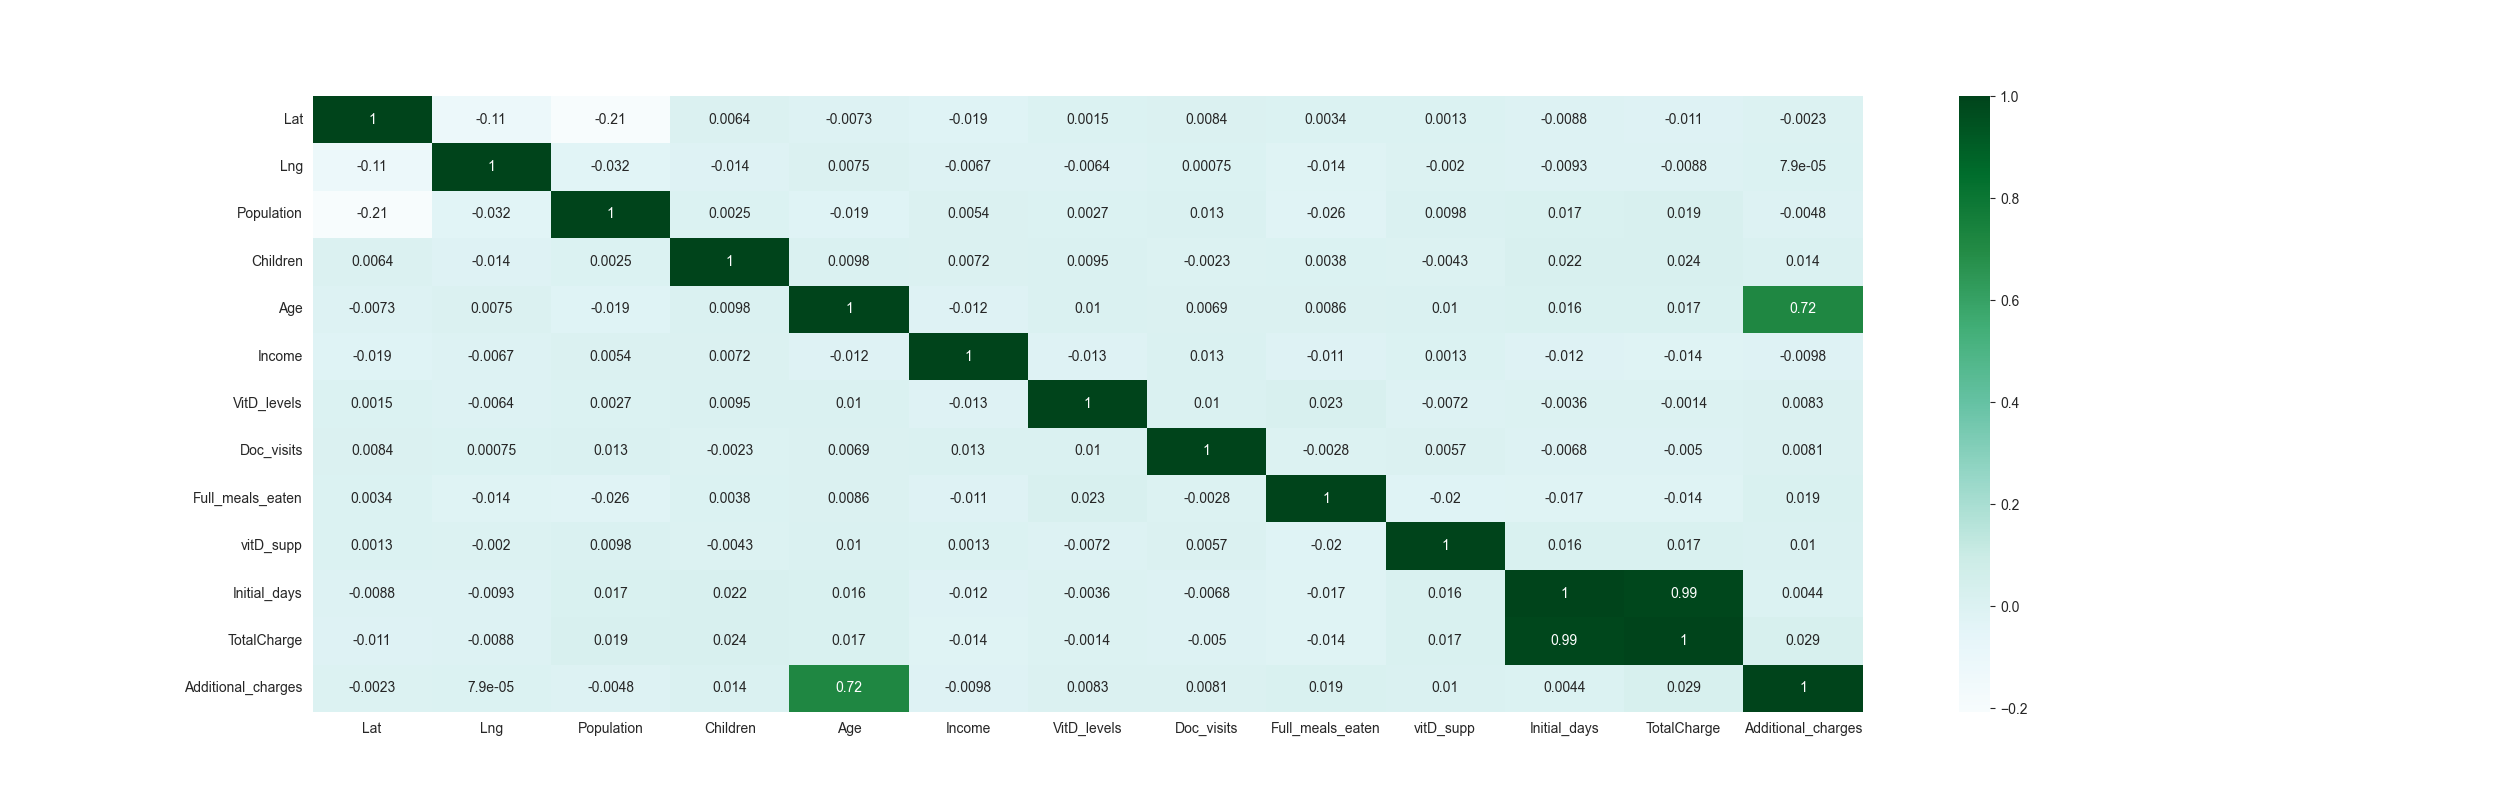 Lat 1 -0.11 -0.21 0.0064 -0.0073 -0.019 0.0015 0.0084 0.0034 0.0013 -0.0088 -0.011 -0.0023
Lng -0.11 1 -0.032 -0.014 0.0075 -0.0067 -0.0064 0.00075 -0.014 -0.002 -0.0093 -0.0088 7.9e-05
Population -0.21 -0.032 1 0.0025 -0.019 0.0054 0.0027 0.013 -0.026 0.0098 0.017 0.019 -0.0048
Children 0.0064 -0.014 0.0025 1 0.0098 0.0072 0.0095 -0.0023 0.0038 -0.0043 0.022 0.024 0.014
Age -0.0073 0.0075 -0.019 0.0098 1 -0.012 0.01 0.0069 0.0086 0.01 0.016 0.017 0.72
Income -0.019 -0.0067 0.0054 0.0072 -0.012 1 -0.013 0.013 -0.011 0.0013 -0.012 -0.014 -0.0098
VitD_levels 0.0015 -0.0064 0.0027 0.0095 0.01 -0.013 1 0.01 0.023 -0.0072 -0.0036 -0.0014 0.0083
Doc_visits 0.0084 0.00075 0.013 -0.0023 0.0069 0.013 0.01 1 -0.0028 0.0057 -0.0068 -0.005 0.0081
Full_meals_eaten 0.0034 -0.014 -0.026 0.0038 0.0086 -0.011 0.023 -0.0028 1 -0.02 -0.017 -0.014 0.019
vitD_supp 0.0013 -0.002 0.0098 -0.0043 0.01 0.0013 -0.0072 0.0057 -0.02 1 0.016 0.017 0.01
Initial_days -0.0088 -0.0093 0.017 0.022 0.016 -0.012 -0.0036 -0.0068 -0.017 0.016 1 0.99 0.0044
TotalCharge -0.011 -0.0088 0.019 0.024 0.017 -0.014 -0.0014 -0.005 -0.014 0.017 0.99 1 0.029
Additional_charges -0.0023 7.9e-05 -0.0048 0.014 0.72 -0.0098 0.0083 0.0081 0.019 0.01 0.0044 0.029 1
Lat Lng Population Children Age Income VitD_levels Doc_visits Full_meals_eaten vitD_supp Initial_days TotalCharge Additional_charges
1.0
0.8
0.6
0.4
0.2
0.0
−0.2